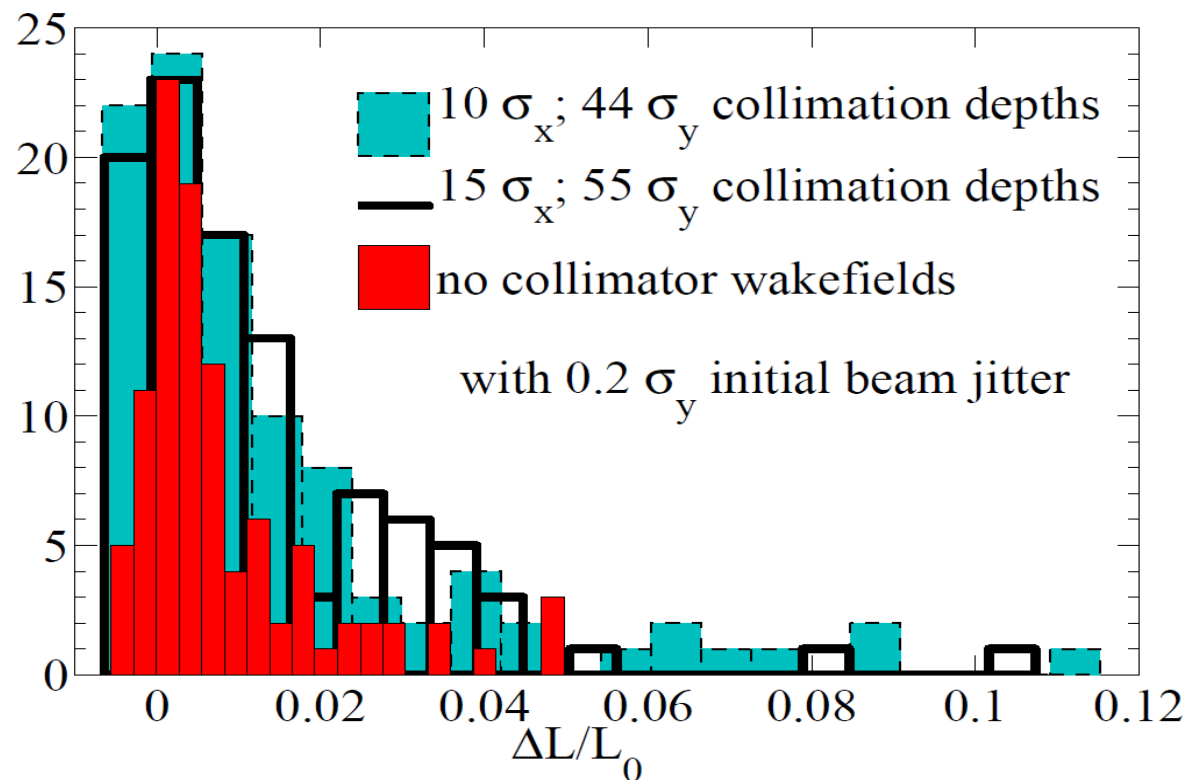 25
20
15
10
5
0
10 σx; 44 σy collimation depths
15 σx; 55 σy collimation depths
no collimator wakefields
with 0.2 σy initial beam jitter
0 0.02 0.04 0.06 0.08 0.1 0.12
ΔL/L0